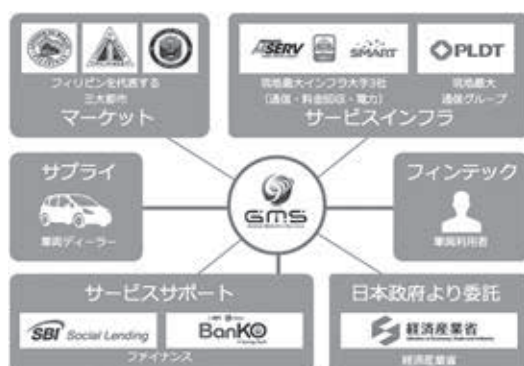 フィリピンを代表する
三大都市
マーケット
SERV
SMART
PLDT
現地最大インフラ大手3社
(通信・料金回収・電力)
現地最大
通信グループ
サービスインフラ
サプライ
車両ディーラー
GMS
フィンテック
車両利用者
サービスサポート
SBI Social Lending
BanKO
ファイナンス
日本政府より委託
経済産業省
経済産業省